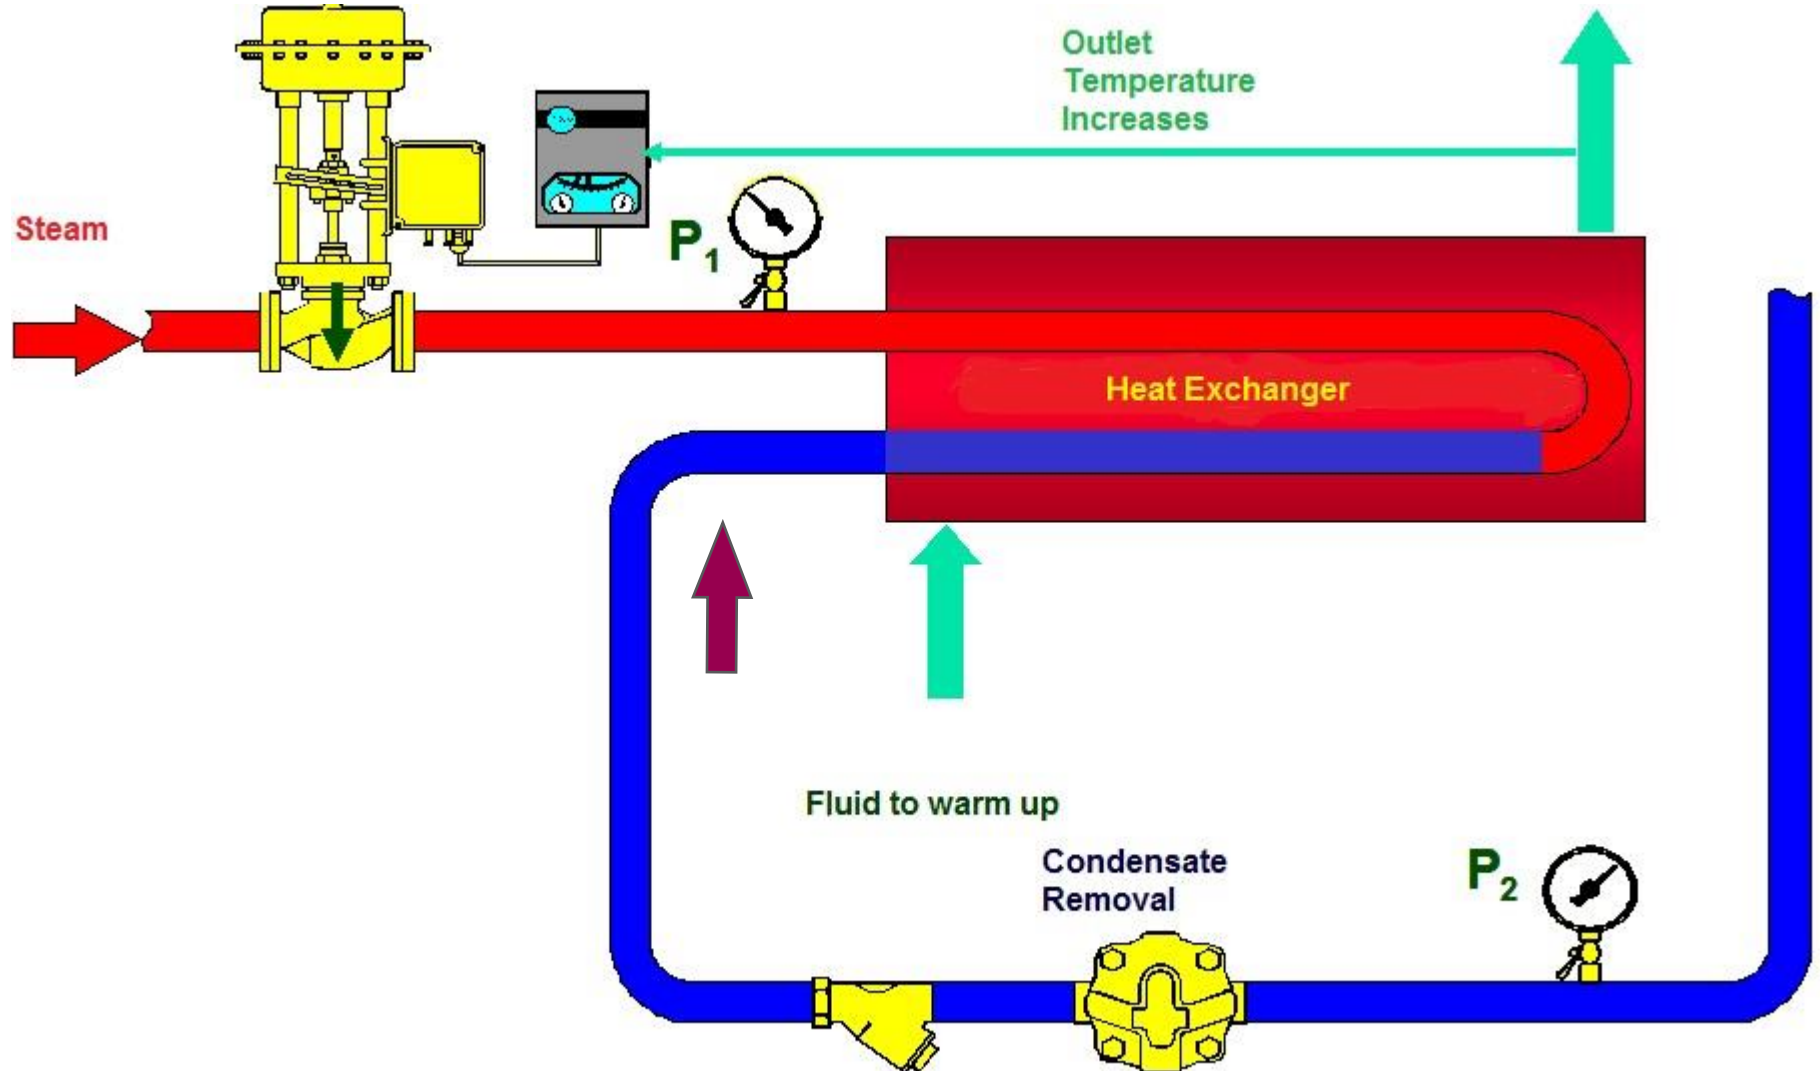 Outlet
Temperature
Increases
Steam
P1
Heat Exchanger
Fluid to warm up
Condensate
Removal
P2